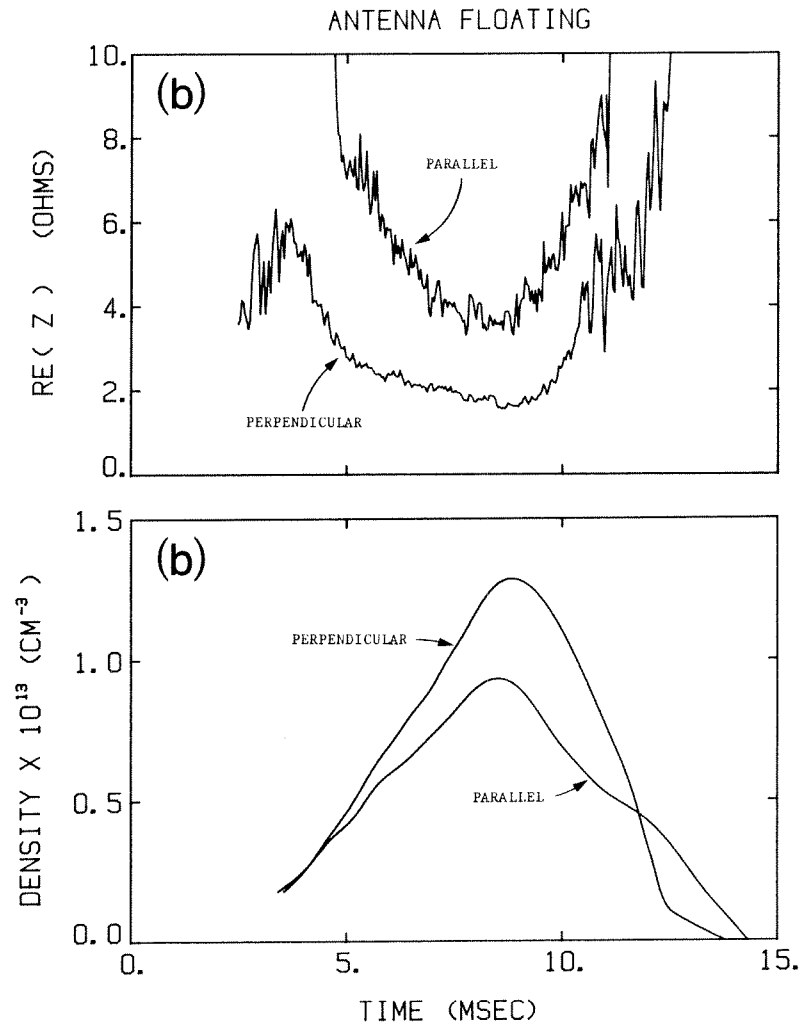 ANTENNA FLOATING
(b)
10.
8.
6.
4.
2.
0.
RE( Z ) (OHMS)
PARALLEL
PERPENDICULAR
(b)
1.5
1.0
0.5
0.0
DENSITY X 10¹³ (CM⁻³)
PERPENDICULAR
PARALLEL
0.
5.
10.
15.
TIME (MSEC)